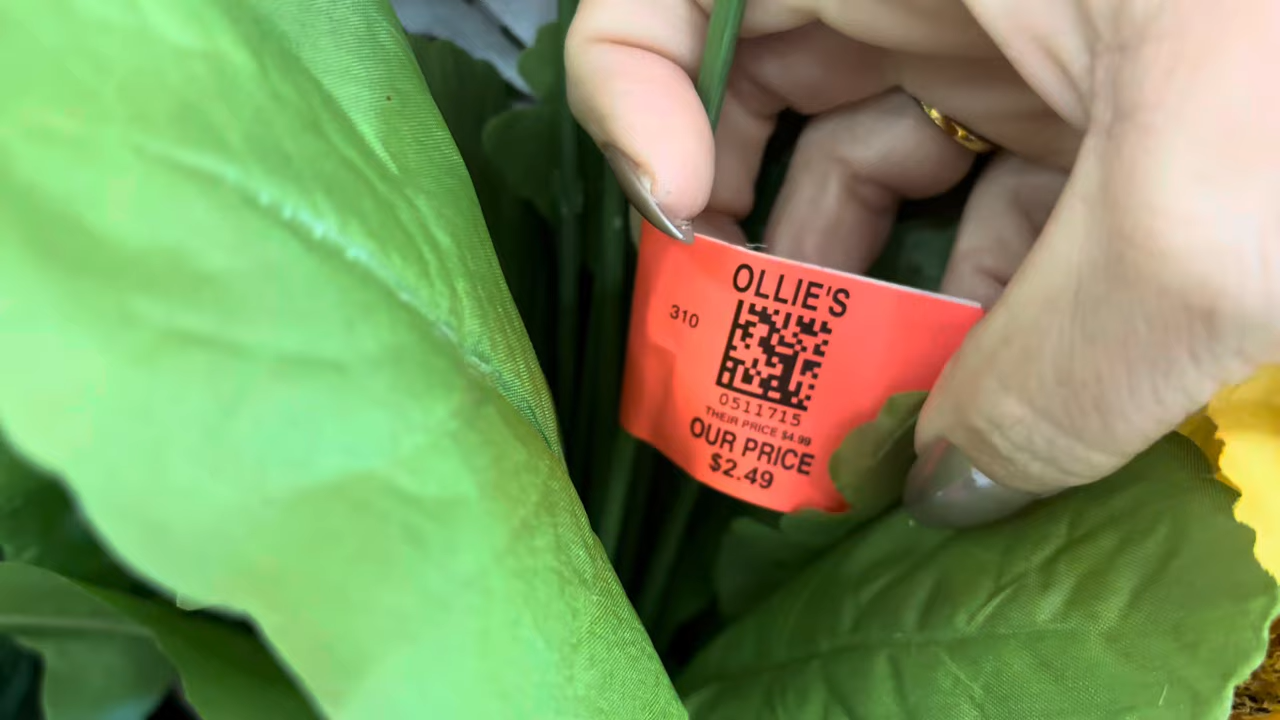 OLLIE'S
310
0511715
THEIR PRICE $4.99
OUR PRICE
$2.49